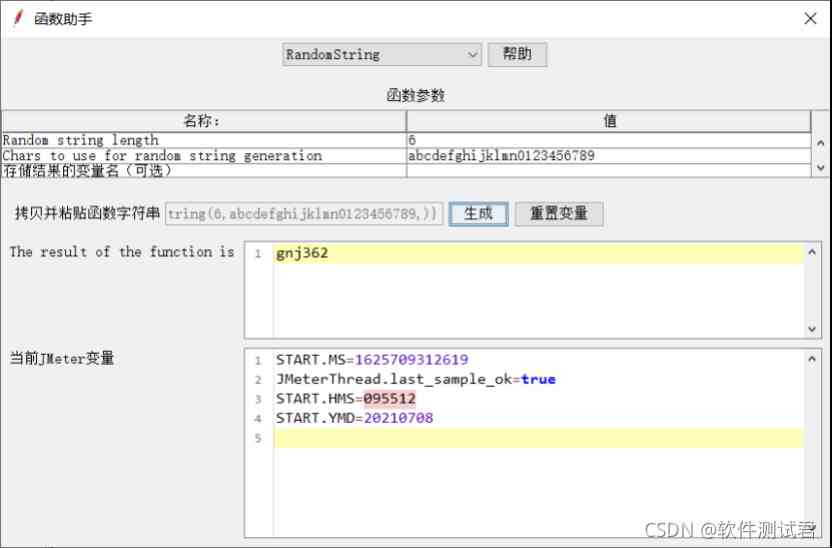 函数助手
RandomString 帮助
函数参数
名称: 值
Random string length 6
Chars to use for random string generation abcdefghijklmn0123456789
存储结果的变量名（可选）
拷贝并粘贴函数字符串 tring(6,abcdefghijklmn0123456789,)} 生成 重置变量
The result of the function is 1 gnj362
当前JMeter变量 1 START.MS=1625709312619
2 JMeterThread.last_sample_ok=true
3 START.HMS=095512
4 START.YMD=20210708
5
CSDN @软件测试君